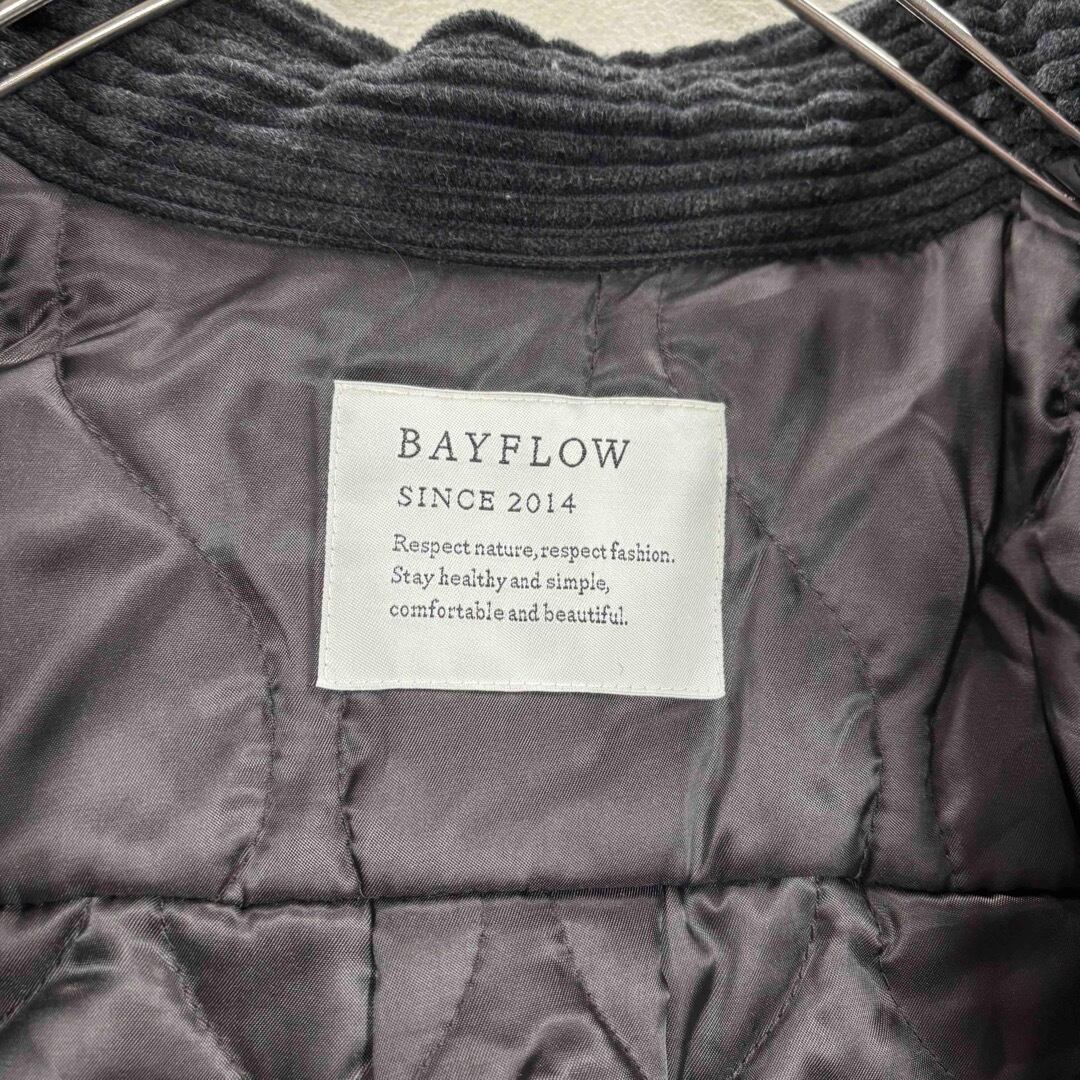 BAYFLOW
SINCE 2014
Respect nature, respect fashion.
Stay healthy and simple,
comfortable and beautiful.